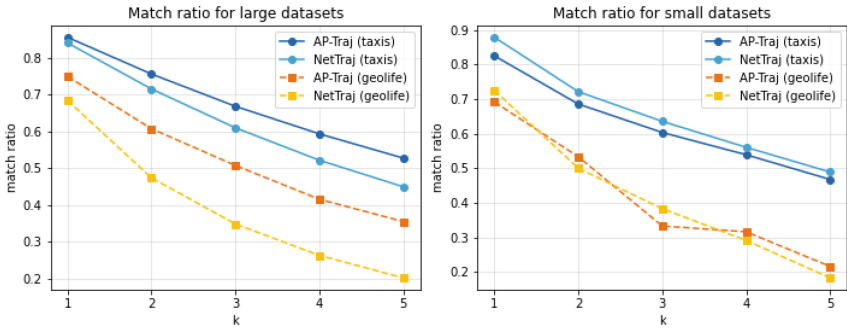 Match ratio for large datasets
match ratio
0.8
0.7
0.6
0.5
0.4
0.3
0.2
AP-Traj (taxis)
NetTraj (taxis)
AP-Traj (geolife)
NetTraj (geolife)
1 2 3 4 5
k
Match ratio for small datasets
match ratio
0.9
0.8
0.7
0.6
0.5
0.4
0.3
0.2
AP-Traj (taxis)
NetTraj (taxis)
AP-Traj (geolife)
NetTraj (geolife)
1 2 3 4 5
k